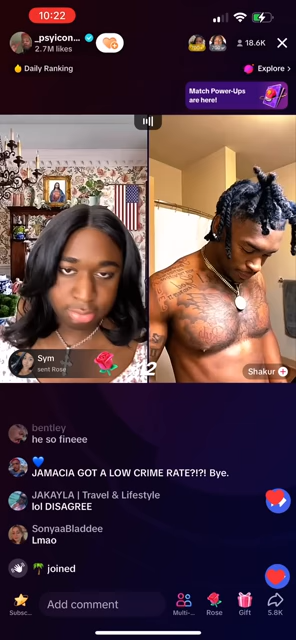 10:22
_psyicon...
2.7M likes
18.6K
Daily Ranking
Explore >
Match Power-Ups
are here!
Sym
sent Rose
Shakur
bentley
he so fineee
JAMACIA GOT A LOW CRIME RATE?!?! Bye.
JAKAYLA | Travel & Lifestyle
lol DISAGREE
SonyaaBladdee
Lmao
joined
Subsc...
Add comment
Multi-...
Rose
Gift
5.8K